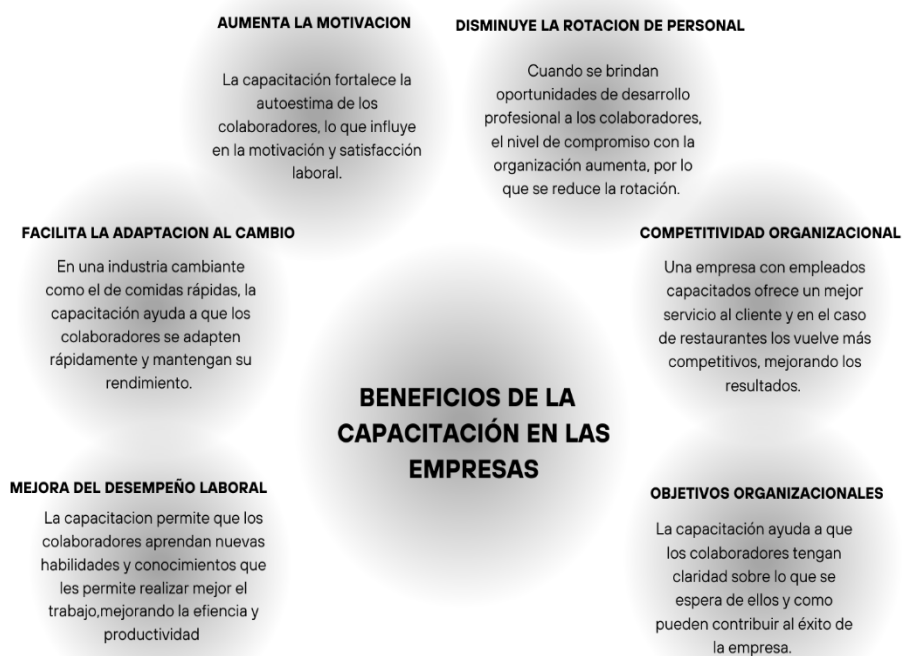 AUMENTA LA MOTIVACION
La capacitación fortalece la
autoestima de los
colaboradores, lo que influye
en la motivación y satisfacción
laboral.
DISMINUYE LA ROTACION DE PERSONAL
Cuando se brindan
oportunidades de desarrollo
profesional a los colaboradores,
el nivel de compromiso con la
organización aumenta, por lo
que se reduce la rotación.
FACILITA LA ADAPTACION AL CAMBIO
En una industria cambiante
como el de comidas rápidas, la
capacitación ayuda a que los
colaboradores se adapten
rápidamente y mantengan su
rendimiento.
COMPETITIVIDAD ORGANIZACIONAL
Una empresa con empleados
capacitados ofrece un mejor
servicio al cliente y en el caso
de restaurantes los vuelve más
competitivos, mejorando los
resultados.
BENEFICIOS DE LA
CAPACITACIÓN EN LAS
EMPRESAS
MEJORA DEL DESEMPEÑO LABORAL
La capacitacion permite que los
colaboradores aprendan nuevas
habilidades y conocimientos que
les permite realizar mejor el
trabajo,mejorando la efiencia y
productividad
OBJETIVOS ORGANIZACIONALES
La capacitación ayuda a que
los colaboradores tengan
claridad sobre lo que se
espera de ellos y como
pueden contribuir al éxito de
la empresa.